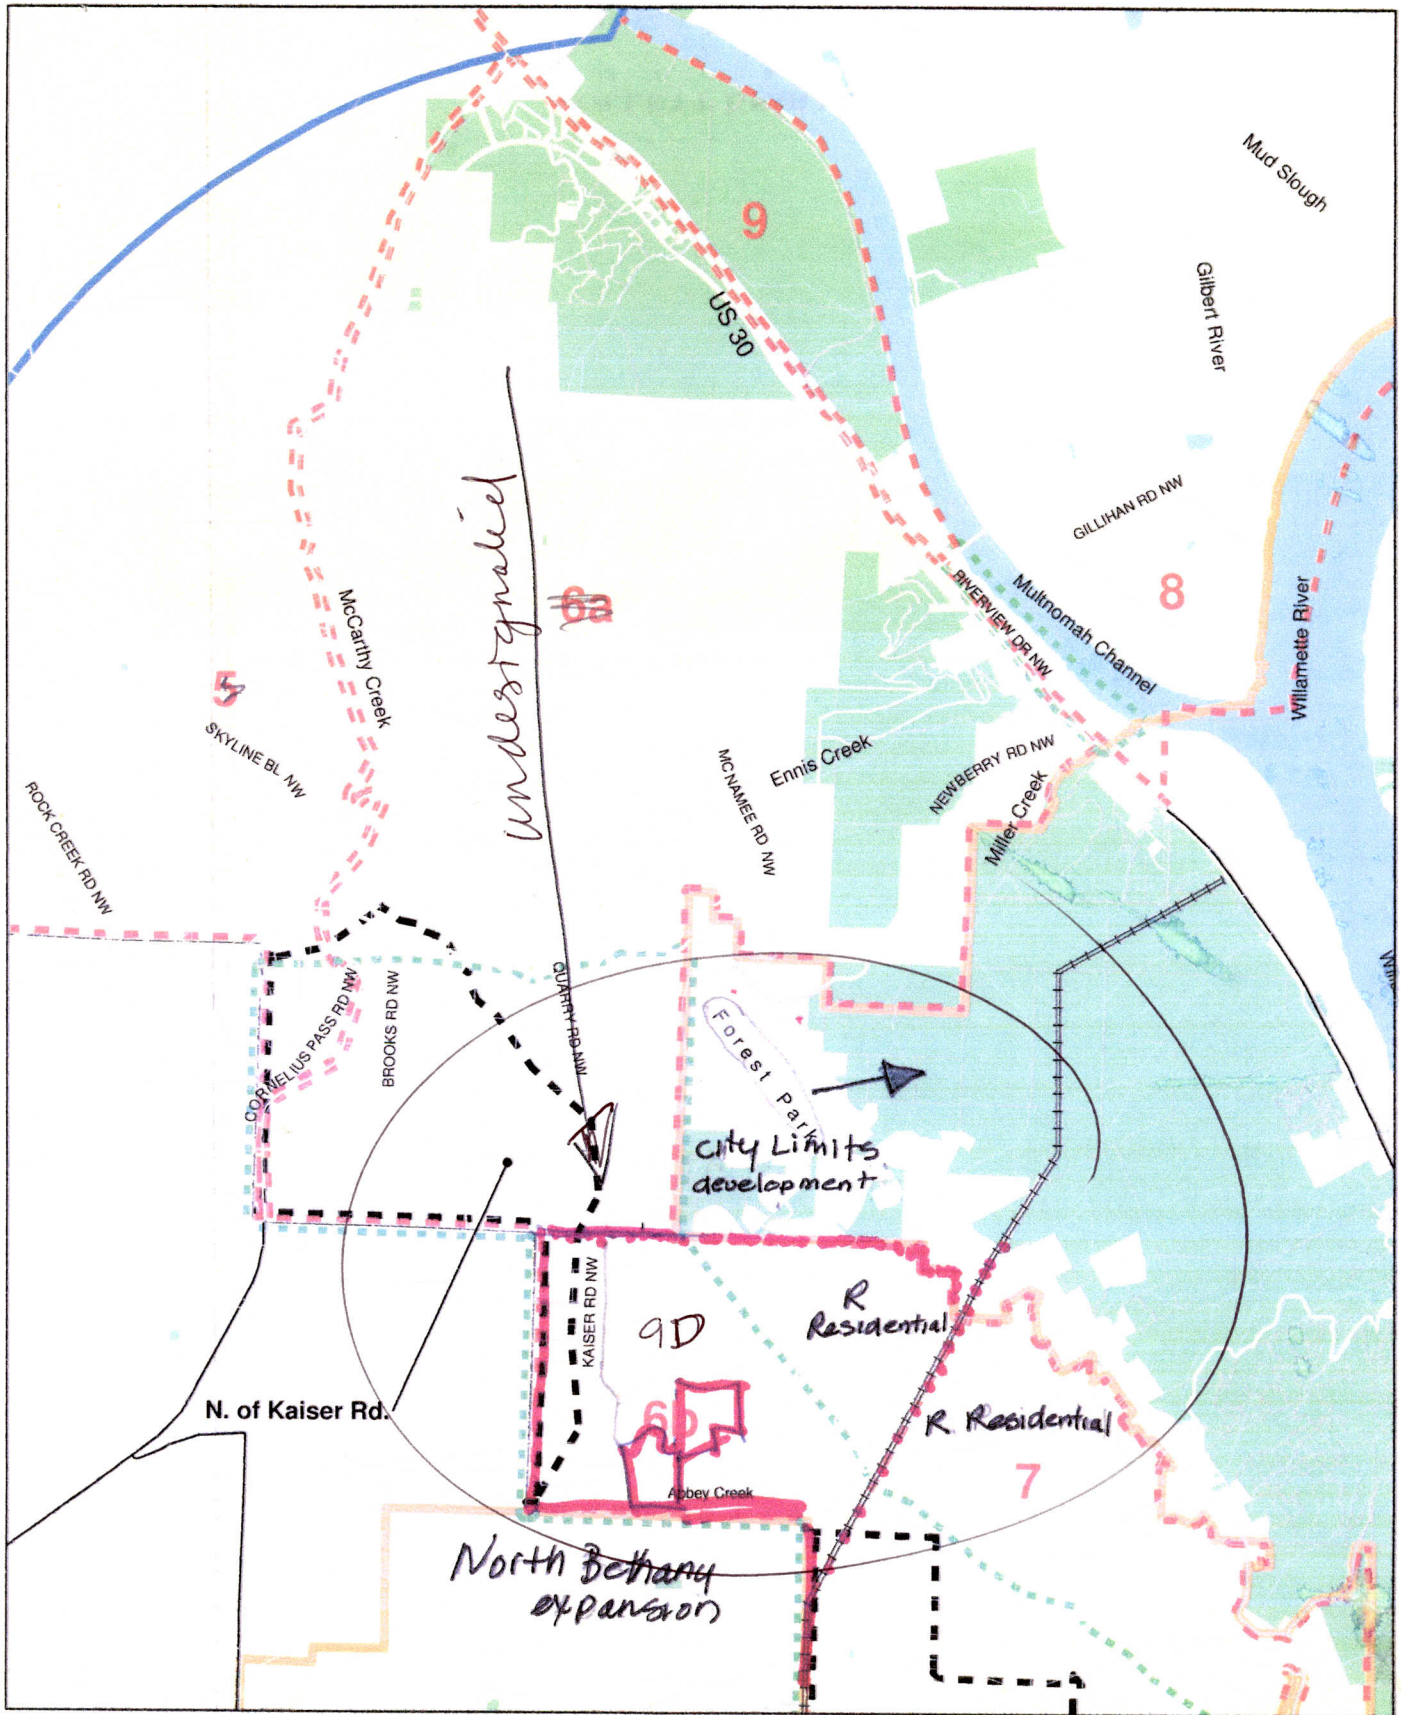 Mud Slough
9
Gilbert River
US 30
GILLIHAN RD NW
undesignated
6a
8
Multnomah Channel
RIVERVIEW DR NW
McCarthy Creek
Willamette River
5
SKYLINE BL NW
Ennis Creek
NEWBERRY RD NW
MC NAMEE RD NW
Miller Creek
ROCK CREEK RD NW
QUARRY RD NW
CORNELIUS PASS RD NW
BROOKS RD NW
Forest Park
City Limits
development
KAISER RD NW
9D
R
Residential
N. of Kaiser Rd.
6b
R. Residential
7
Abbey Creek
North Bethany
expansion